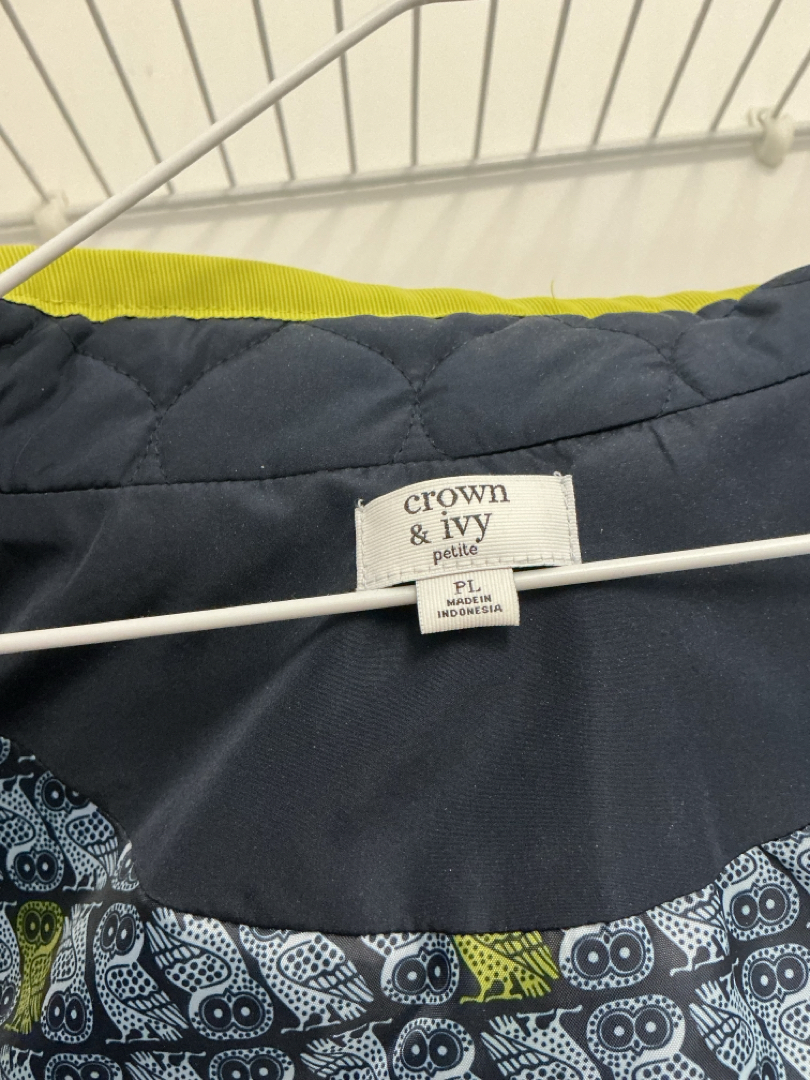 crown
& ivy
petite
PL
MADE IN
INDONESIA